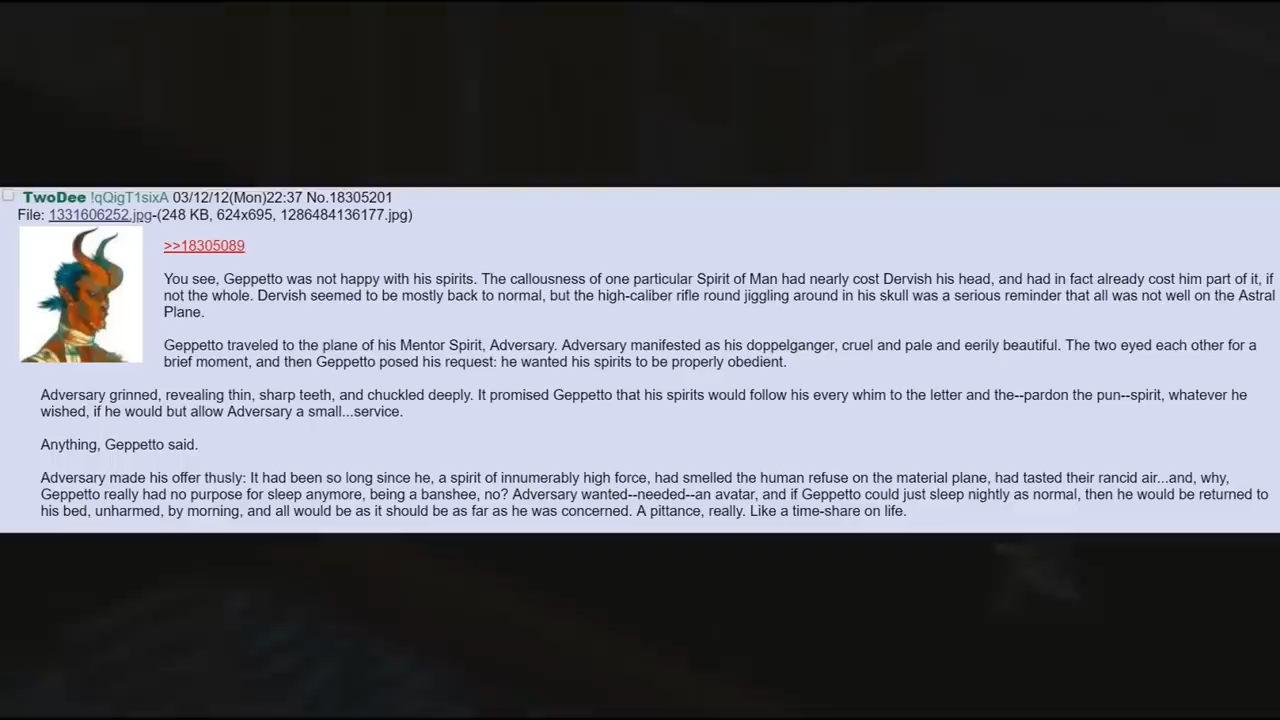 TwoDee !qQigT1sixA 03/12/12(Mon)22:37 No.18305201
File: 1331606252.jpg-(248 KB, 624x695, 1286484136177.jpg)
>>18305089
You see, Geppetto was not happy with his spirits. The callousness of one particular Spirit of Man had nearly cost Dervish his head, and had in fact already cost him part of it, if
not the whole. Dervish seemed to be mostly back to normal, but the high-caliber rifle round jiggling around in his skull was a serious reminder that all was not well on the Astral
Plane.
Geppetto traveled to the plane of his Mentor Spirit, Adversary. Adversary manifested as his doppelganger, cruel and pale and eerily beautiful. The two eyed each other for a
brief moment, and then Geppetto posed his request: he wanted his spirits to be properly obedient.
Adversary grinned, revealing thin, sharp teeth, and chuckled deeply. It promised Geppetto that his spirits would follow his every whim to the letter and the--pardon the pun--spirit, whatever he
wished, if he would but allow Adversary a small...service.
Anything, Geppetto said.
Adversary made his offer thusly: It had been so long since he, a spirit of innumerably high force, had smelled the human refuse on the material plane, had tasted their rancid air...and, why,
Geppetto really had no purpose for sleep anymore, being a banshee, no? Adversary wanted--needed--an avatar, and if Geppetto could just sleep nightly as normal, then he would be returned to
his bed, unharmed, by morning, and all would be as it should be as far as he was concerned. A pittance, really. Like a time-share on life.